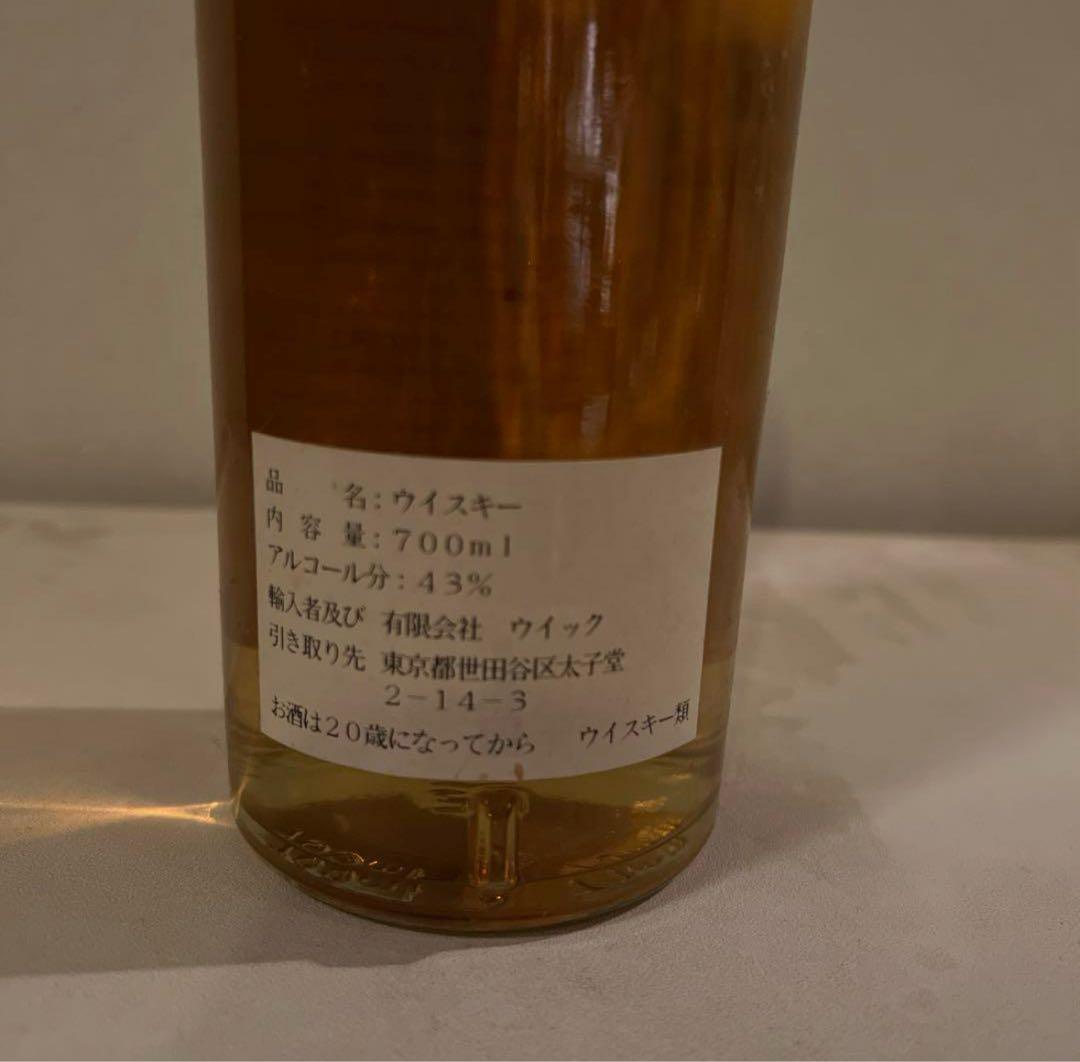 品　　名：ウイスキー
内 容 量：７００ｍｌ
アルコール分：４３％
輸入者及び　有限会社　ウイック
引き取り先　東京都世田谷区太子堂
２－１４－３
お酒は２０歳になってから　ウイスキー類